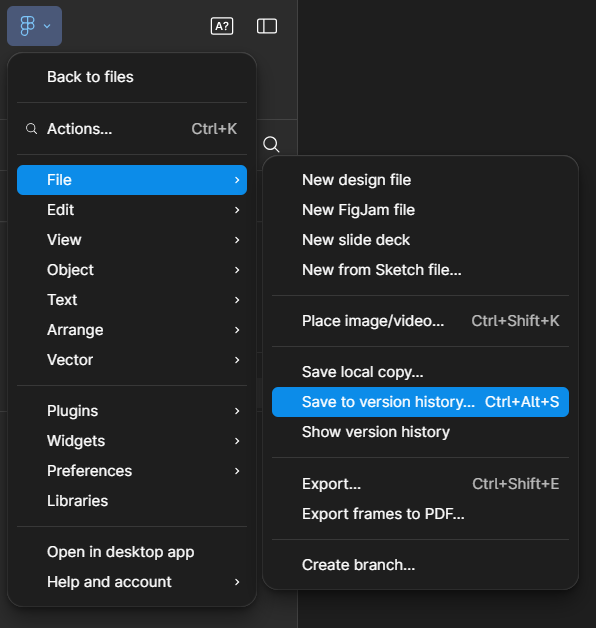 A?
Back to files
Actions... Ctrl+K
File
Edit
View
Object
Text
Arrange
Vector
Plugins
Widgets
Preferences
Libraries
Open in desktop app
Help and account
New design file
New FigJam file
New slide deck
New from Sketch file...
Place image/video... Ctrl+Shift+K
Save local copy...
Save to version history... Ctrl+Alt+S
Show version history
Export... Ctrl+Shift+E
Export frames to PDF...
Create branch...